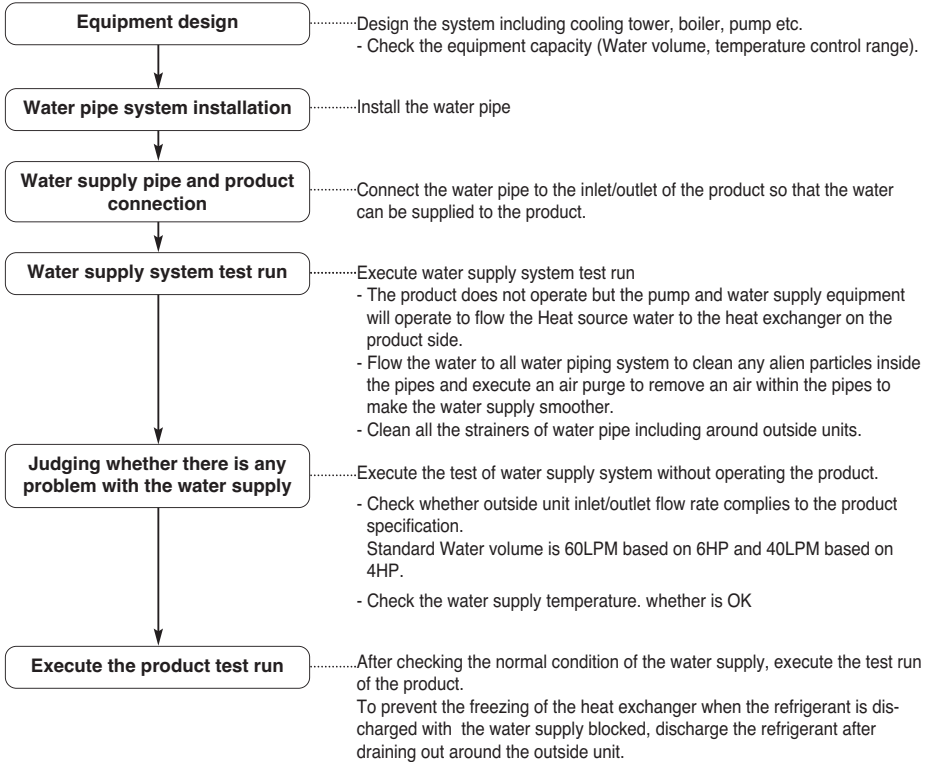 Equipment design
Design the system including cooling tower, boiler, pump etc.
- Check the equipment capacity (Water volume, temperature control range).
Water pipe system installation
Install the water pipe
Water supply pipe and product
connection
Connect the water pipe to the inlet/outlet of the product so that the water
can be supplied to the product.
Water supply system test run
Execute water supply system test run
- The product does not operate but the pump and water supply equipment
will operate to flow the Heat source water to the heat exchanger on the
product side.
- Flow the water to all water piping system to clean any alien particles inside
the pipes and execute an air purge to remove an air within the pipes to
make the water supply smoother.
- Clean all the strainers of water pipe including around outside units.
Judging whether there is any
problem with the water supply
Execute the test of water supply system without operating the product.
- Check whether outside unit inlet/outlet flow rate complies to the product
specification.
Standard Water volume is 60LPM based on 6HP and 40LPM based on
4HP.
- Check the water supply temperature. whether is OK
Execute the product test run
After checking the normal condition of the water supply, execute the test run
of the product.
To prevent the freezing of the heat exchanger when the refrigerant is dis-
charged with  the water supply blocked, discharge the refrigerant after
draining out around the outside unit.